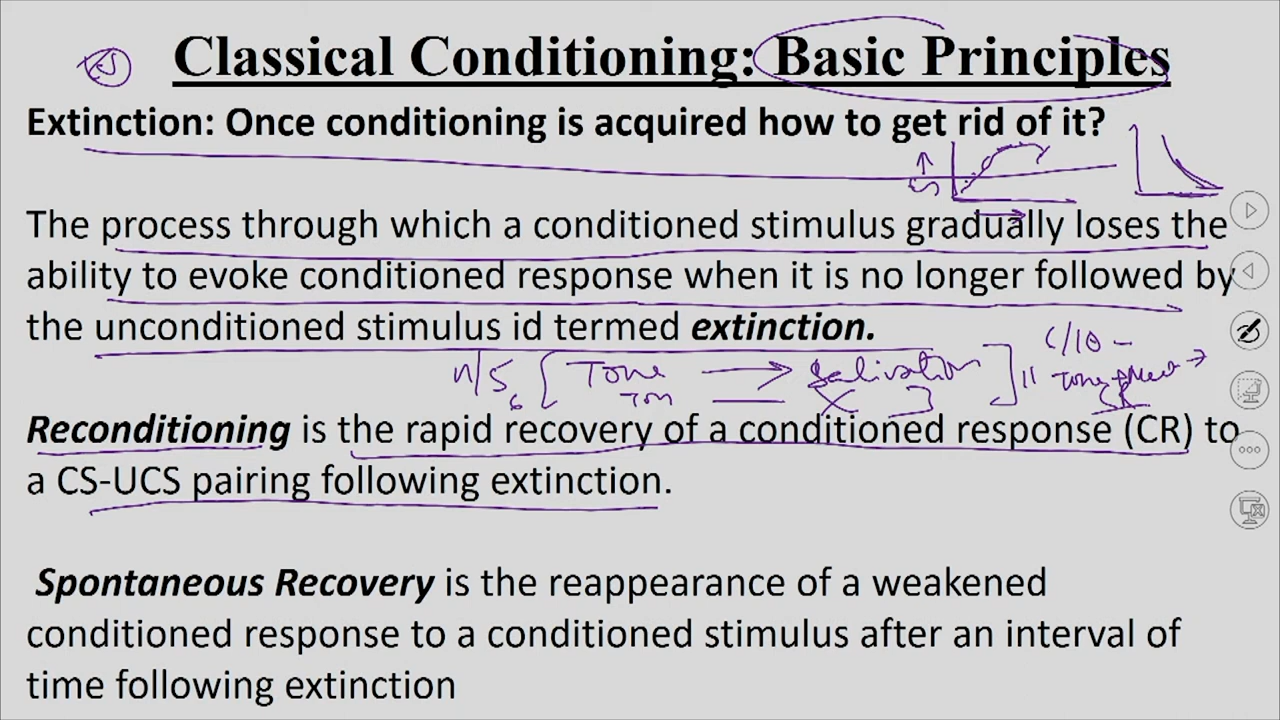 Classical Conditioning: Basic Principles
Extinction: Once conditioning is acquired how to get rid of it?
The process through which a conditioned stimulus gradually loses the
ability to evoke conditioned response when it is no longer followed by
the unconditioned stimulus id termed extinction.
Tone → Salivation
Reconditioning is the rapid recovery of a conditioned response (CR) to
a CS-UCS pairing following extinction.
Spontaneous Recovery is the reappearance of a weakened
conditioned response to a conditioned stimulus after an interval of
time following extinction